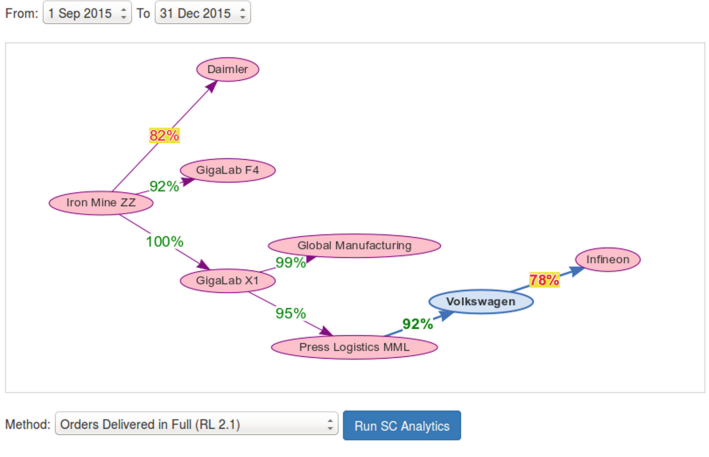 From: 1 Sep 2015 To 31 Dec 2015
Daimler
82%
GigaLab F4
92%
Iron Mine ZZ
100%
Global Manufacturing
99%
Infineon
GigaLab X1
78%
Volkswagen
95%
92%
Press Logistics MML
Method: Orders Delivered in Full (RL 2.1) Run SC Analytics